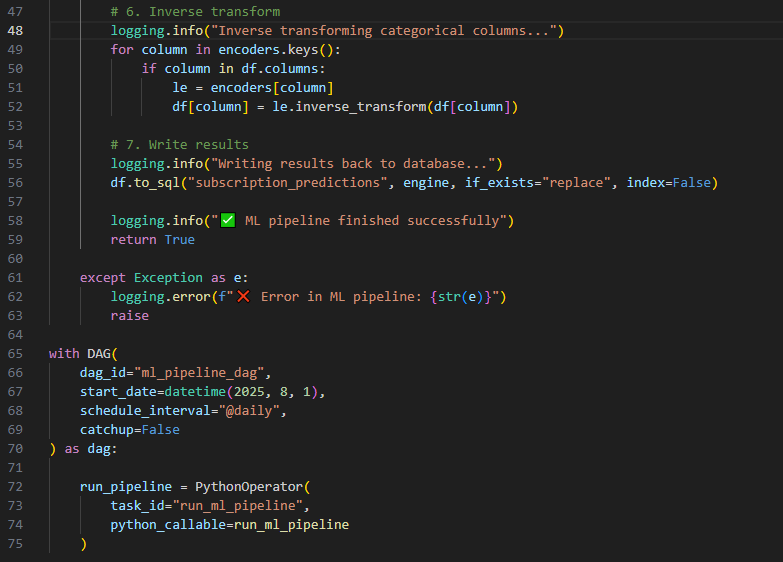 47 # 6. Inverse transform
48 logging.info("Inverse transforming categorical columns...")
49 for column in encoders.keys():
50 if column in df.columns:
51 le = encoders[column]
52 df[column] = le.inverse_transform(df[column])
53
54 # 7. Write results
55 logging.info("Writing results back to database...")
56 df.to_sql("subscription_predictions", engine, if_exists="replace", index=False)
57
58 logging.info("✅ ML pipeline finished successfully")
59 return True
60
61 except Exception as e:
62 logging.error(f"❌ Error in ML pipeline: {str(e)}")
63 raise
64
65 with DAG(
66 dag_id="ml_pipeline_dag",
67 start_date=datetime(2025, 8, 1),
68 schedule_interval="@daily",
69 catchup=False
70 ) as dag:
71
72 run_pipeline = PythonOperator(
73 task_id="run_ml_pipeline",
74 python_callable=run_ml_pipeline
75 )